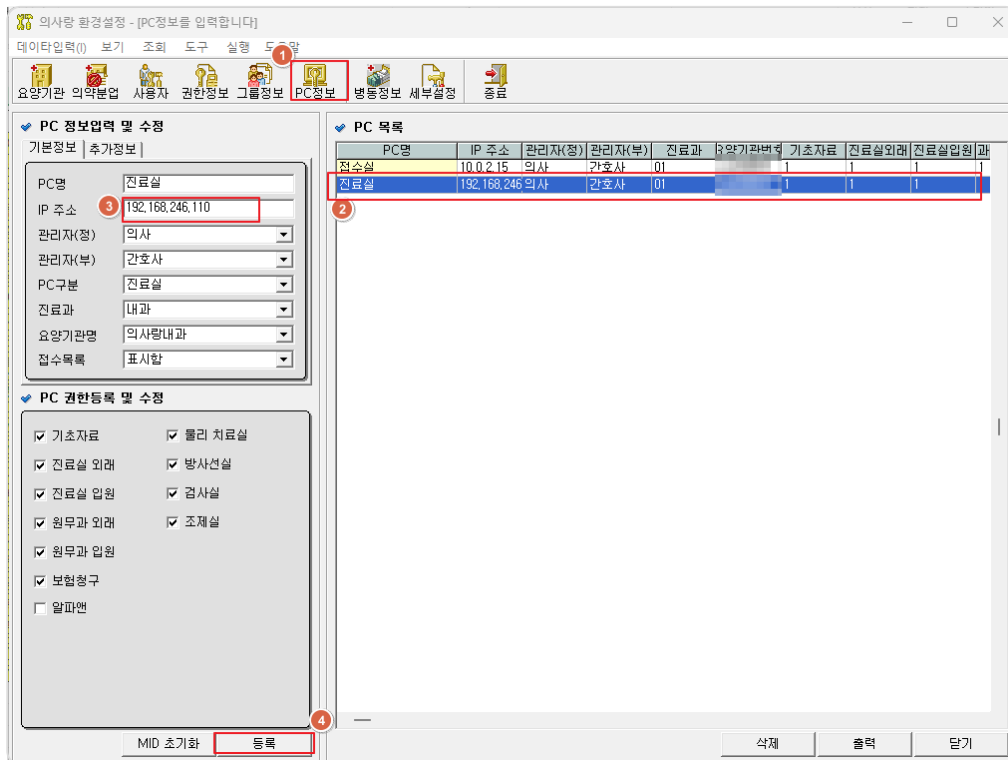 의사랑 환경설정 - [PC정보를 입력합니다]
데이타입력(I) 보기 조회 도구 실행 도움말
1
요양기관 의약분업 사용자 권한정보 그룹정보 PC정보 병동정보 세부설정 종료
PC 정보입력 및 수정
기본정보 추가정보
PC명 진료실
IP 주소 3 192,168,246,110
관리자(정) 의사
관리자(부) 간호사
PC구분 진료실
진료과 내과
요양기관명 의사랑내과
접수목록 표시함
PC 권한등록 및 수정
기초자료 물리 치료실
진료실 외래 방사선실
진료실 입원 검사실
원무과 외래 조제실
원무과 입원
보험청구
알파앤
4
MID 초기화 등록
PC 목록
PC명 IP 주소 관리자(정) 관리자(부) 진료과 요양기관번호 기초자료 진료실외래 진료실입원
접수실 10,0,2,15 의사 간호사 01 1 1 1 1
진료실 192,168,246 의사 간호사 01 1 1 1
2
삭제 출력 닫기